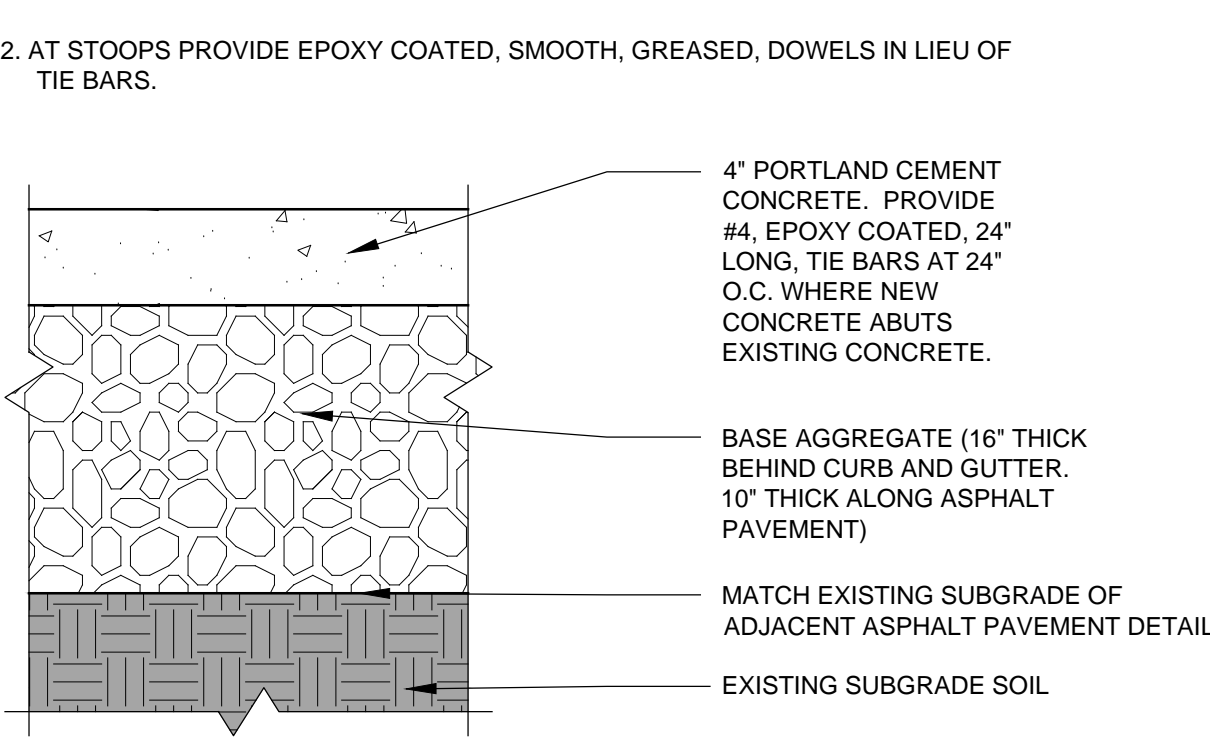 2. AT STOOPS PROVIDE EPOXY COATED, SMOOTH, GREASED, DOWELS IN LIEU OF
TIE BARS.
4" PORTLAND CEMENT
CONCRETE. PROVIDE
#4, EPOXY COATED, 24"
LONG, TIE BARS AT 24"
O.C. WHERE NEW
CONCRETE ABUTS
EXISTING CONCRETE.
BASE AGGREGATE (16" THICK
BEHIND CURB AND GUTTER.
10" THICK ALONG ASPHALT
PAVEMENT)
MATCH EXISTING SUBGRADE OF
ADJACENT ASPHALT PAVEMENT DETAIL
EXISTING SUBGRADE SOIL